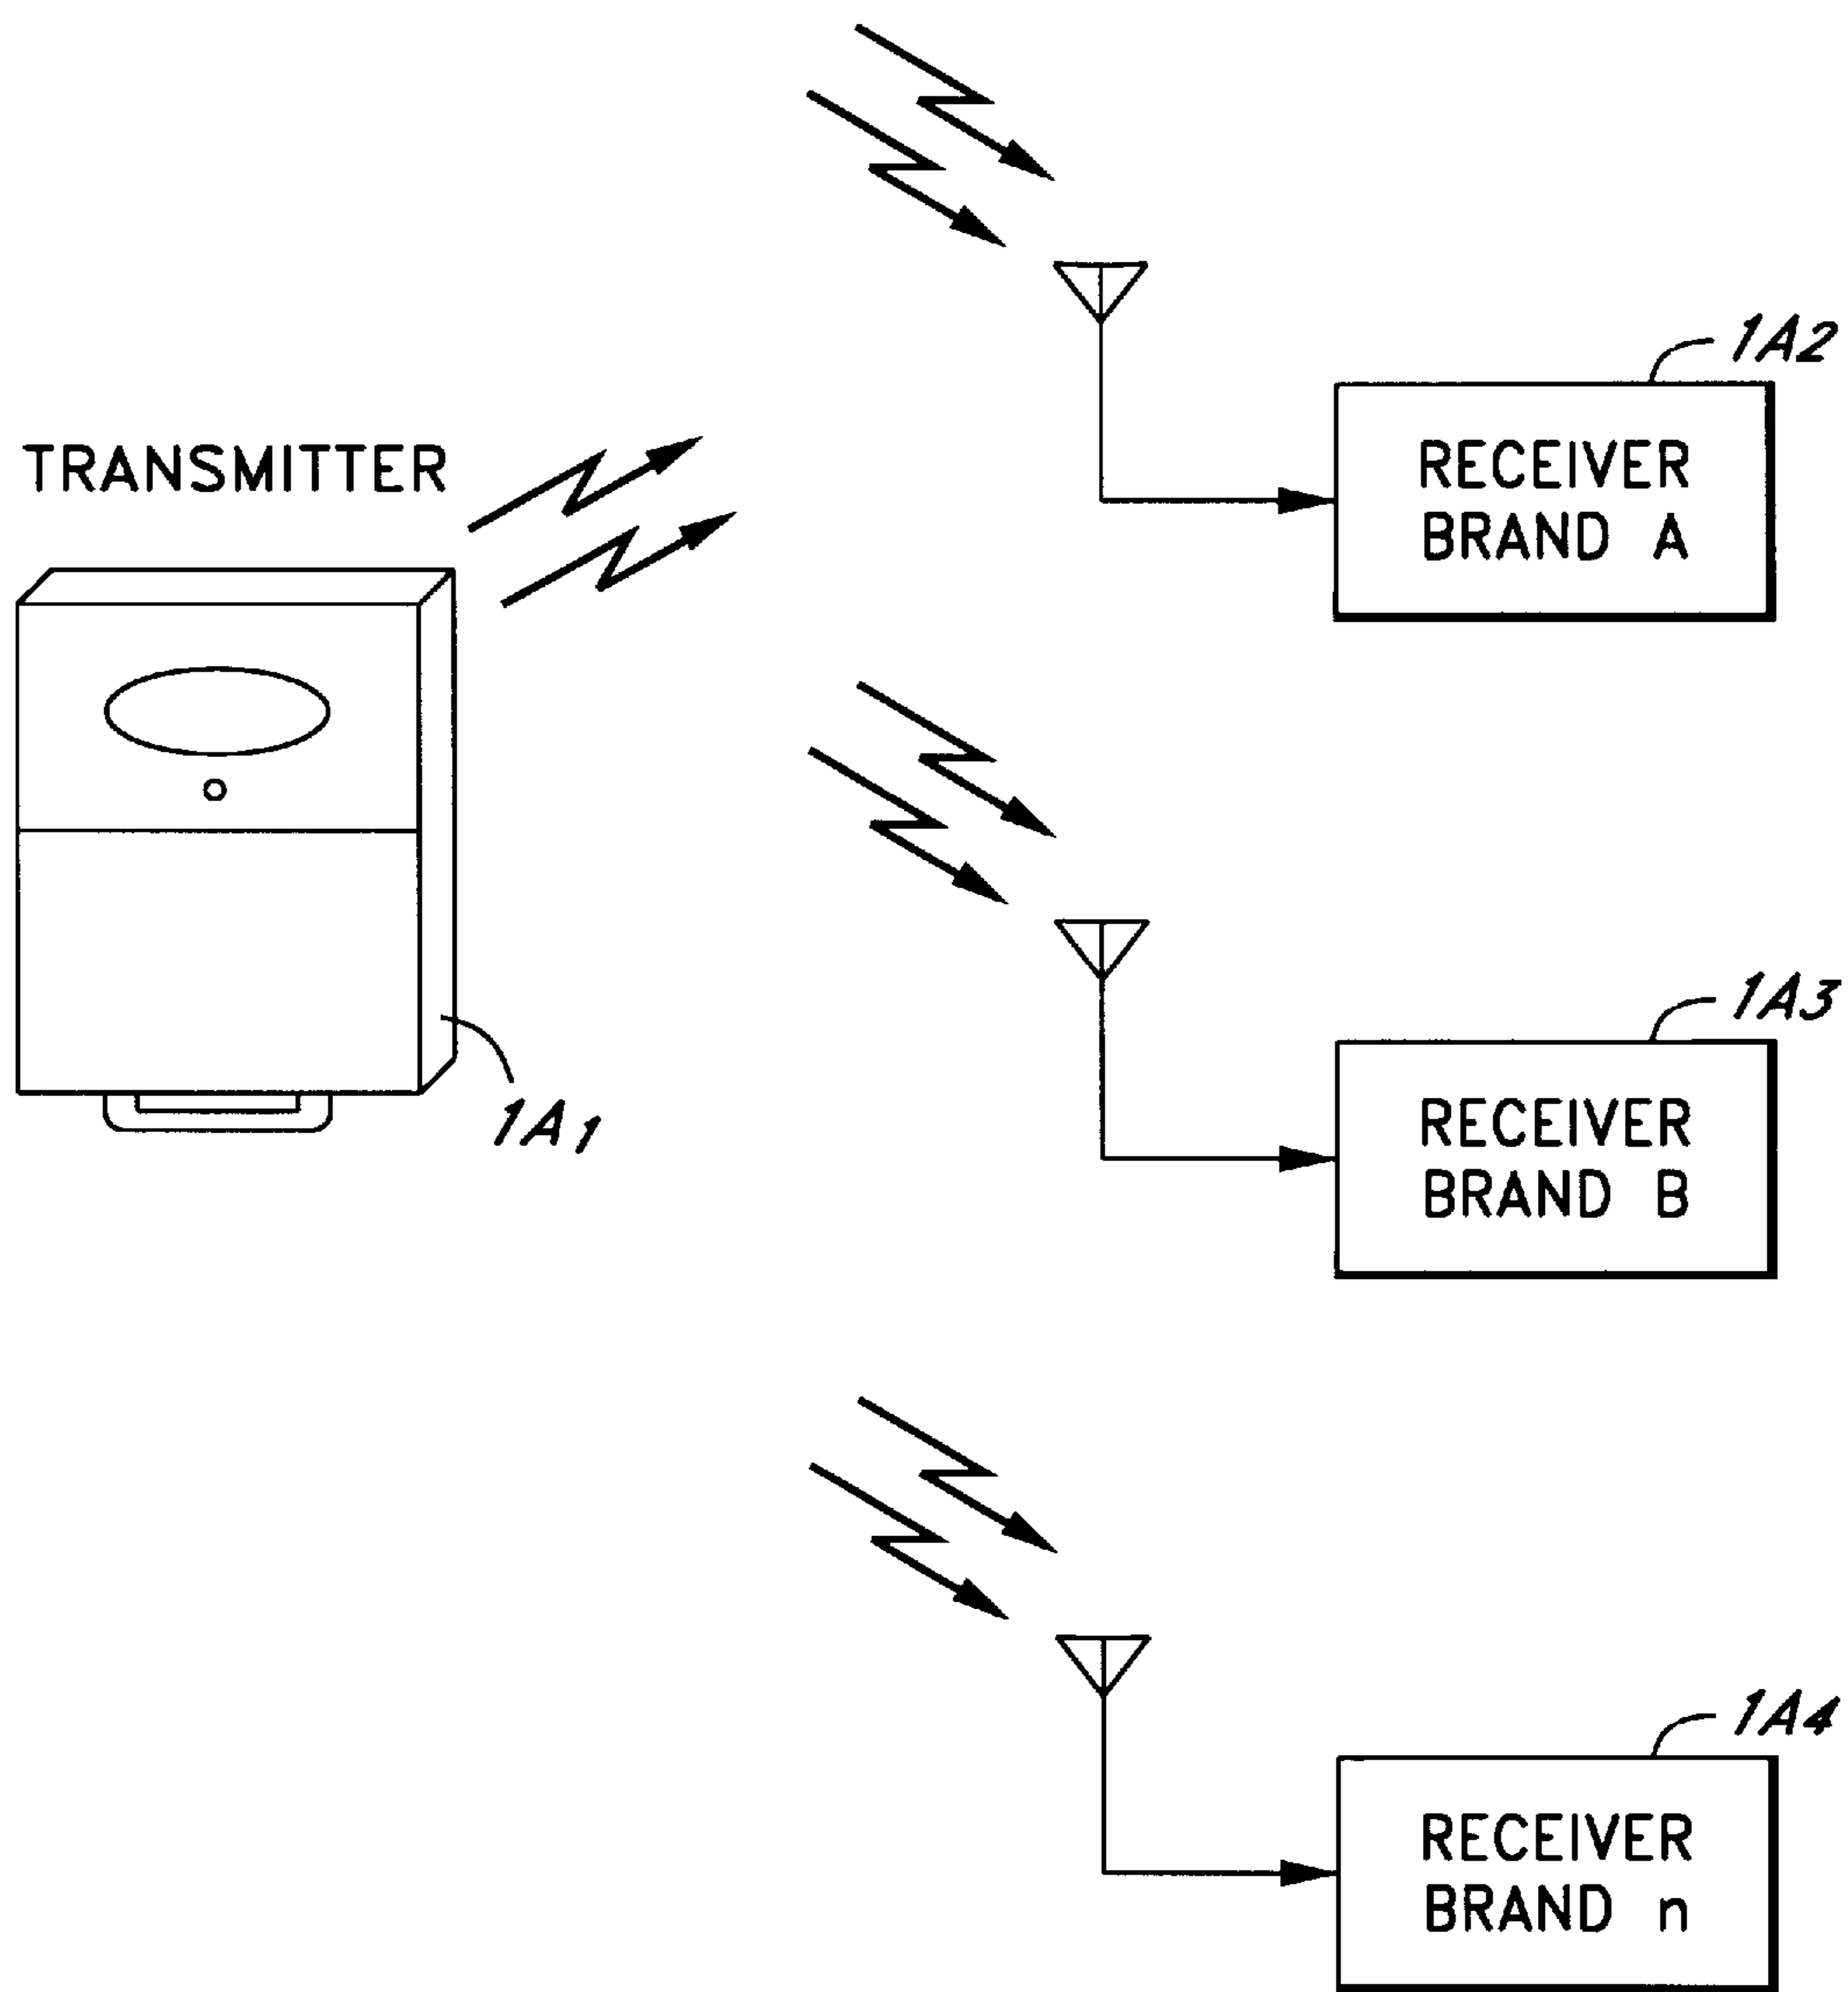 1A2
TRANSMITTER
RECEIVER
BRAND A
1A3
1A1
RECEIVER
BRAND B
1A4
RECEIVER
BRAND n